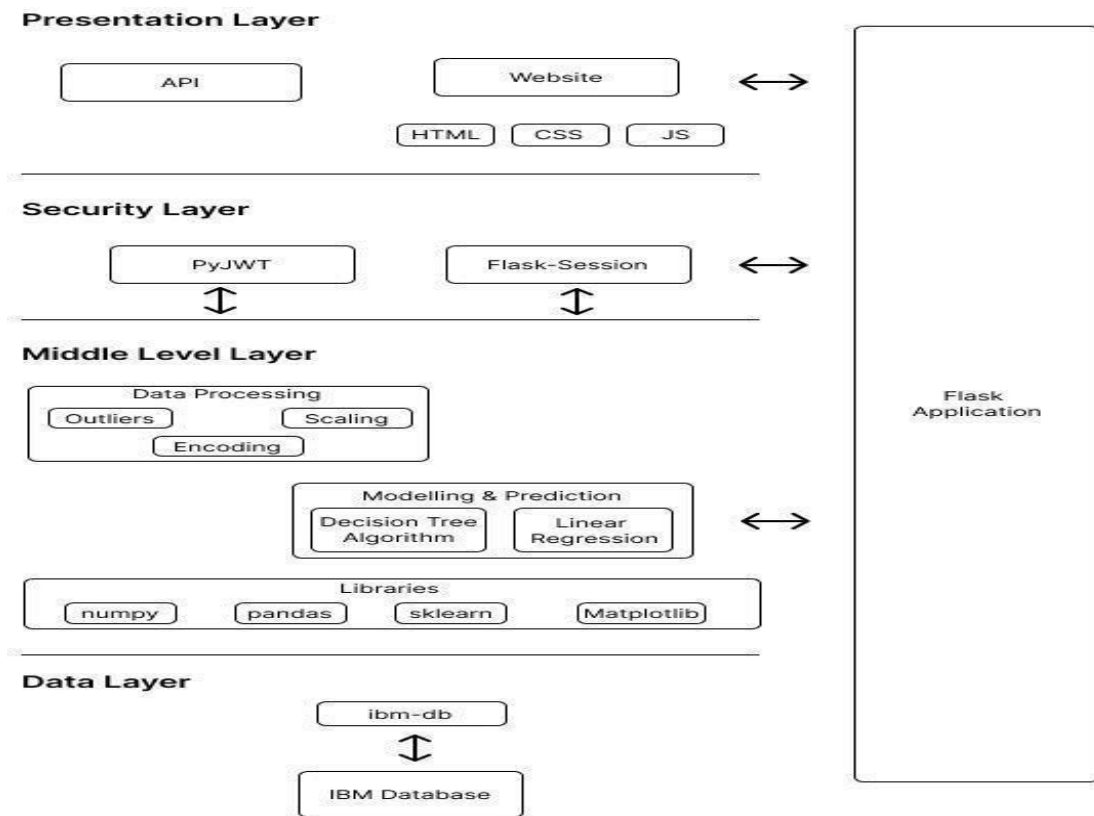 Presentation Layer
API
Website
HTML
CSS
JS
Security Layer
PyJWT
Flask-Session
Middle Level Layer
Data Processing
Outliers
Scaling
Encoding
Modelling & Prediction
Decision Tree
Algorithm
Linear
Regression
Libraries
numpy
pandas
sklearn
Matplotlib
Data Layer
ibm-db
IBM Database
Flask
Application